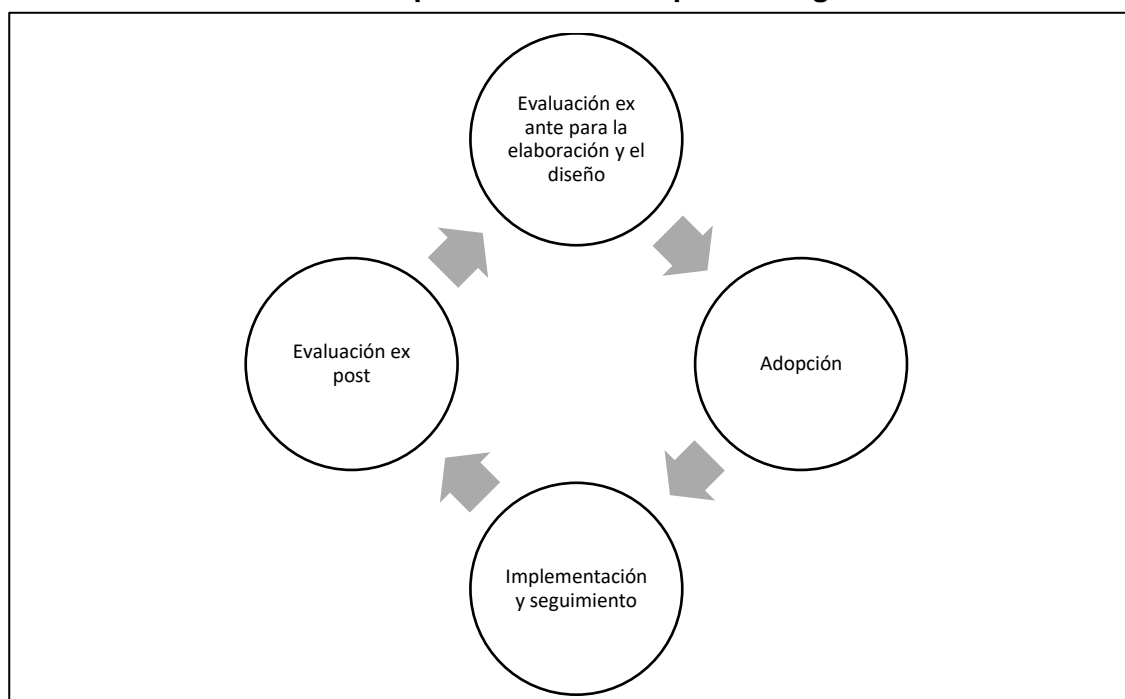 Evaluación ex
ante para la
elaboración y el
diseño
Evaluación ex
post
Adopción
Implementación
y seguimiento